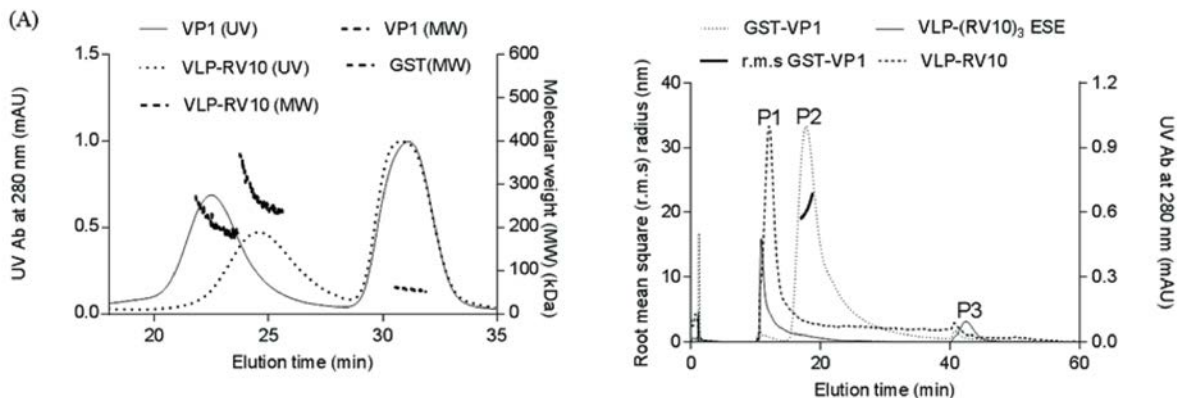 (A)
VP1 (UV)
VP1 (MW)
VLP-RV10 (UV)
GST(MW)
VLP-RV10 (MW)
UV Ab at 280 nm (mAU)
1.5
1.0
0.5
0.0
600
500
400
300
200
100
0
Molecular weight (MW) (kDa)
20 25 30 35
Elution time (min)
GST-VP1
VLP-(RV10)3 ESE
r.m.s GST-VP1
VLP-RV10
Root mean square (r.m.s) radius (nm)
40
30
20
10
0
P1 P2
P3
1.2
0.9
0.6
0.3
0.0
UV Ab at 280 nm (mAU)
0 20 40 60
Elution time (min)